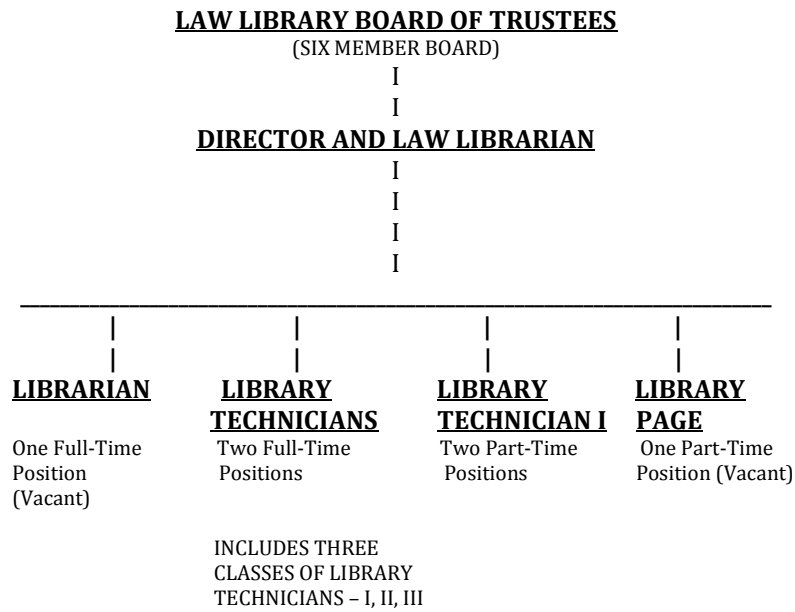 LAW LIBRARY BOARD OF TRUSTEES
(SIX MEMBER BOARD)
I
I
DIRECTOR AND LAW LIBRARIAN
I
I
I
I
LIBRARIAN
One Full-Time
Position
(Vacant)
LIBRARY
TECHNICIANS
Two Full-Time
Positions
INCLUDES THREE
CLASSES OF LIBRARY
TECHNICIANS – I, II, III
LIBRARY
TECHNICIAN I
Two Part-Time
Positions
LIBRARY
PAGE
One Part-Time
Position (Vacant)